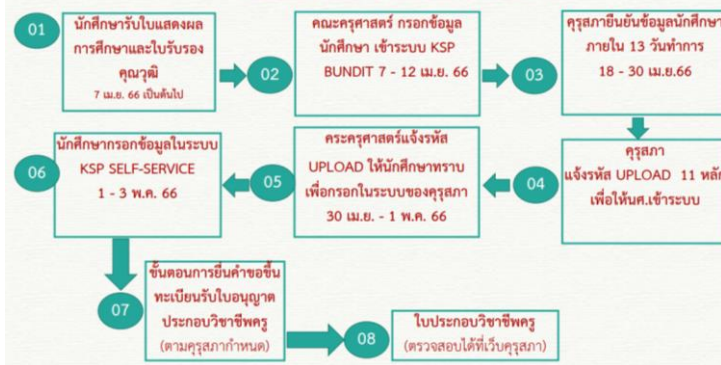 01
นักศึกษารับใบแสดงผล
การศึกษาและใบรับรอง
คุณวุฒิ
7 เม.ย. 66 เป็นต้นไป
02
คณะครุศาสตร์ กรอกข้อมูล
นักศึกษา เข้าระบบ KSP
BUNDIT 7 - 12 เม.ย. 66
03
คุรุสภายืนยันข้อมูลนักศึกษา
ภายใน 13 วันทำการ
18 - 30 เม.ย.66
04
คุรุสภา
แจ้งรหัส UPLOAD 11 หลัก
เพื่อให้นศ.เข้าระบบ
05
คระครุศาสตร์แจ้งรหัส
UPLOAD ให้นักศึกษาทราบ
เพื่อกรอกในระบบของคุรุสภา
30 เม.ย. - 1 พ.ค. 66
06
นักศึกษากรอกข้อมูลในระบบ
KSP SELF-SERVICE
1 - 3 พ.ค. 66
07
ขั้นตอนการยื่นคำขอขึ้น
ทะเบียนรับใบอนุญาต
ประกอบวิชาชีพครู
(ตามคุรุสภากำหนด)
08
ใบประกอบวิชาชีพครู
(ตรวจสอบได้ที่เว็บคุรุสภา)